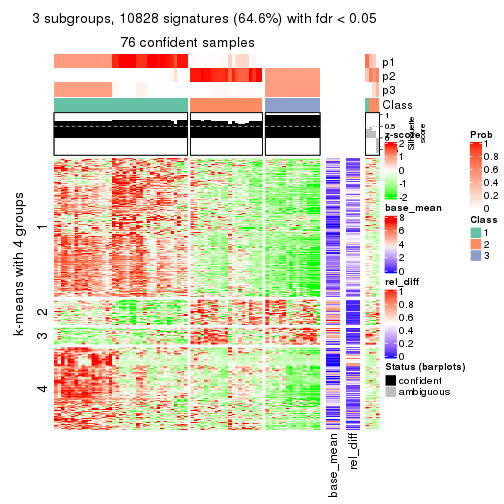 3 subgroups, 10828 signatures (64.6%) with fdr < 0.05
76 confident samples
p1
p2
p3
Class
1
0.5
0
Silhouette
score
k-means with 4 groups
1
2
3
4
base_mean
rel_diff
z-score
2
1
0
-1
-2
base_mean
8
6
4
2
0
rel_diff
1
0.8
0.6
0.4
0.2
0
Status (barplots)
confident
ambiguous
Prob
1
0.8
0.6
0.4
0.2
0
Class
1
2
3